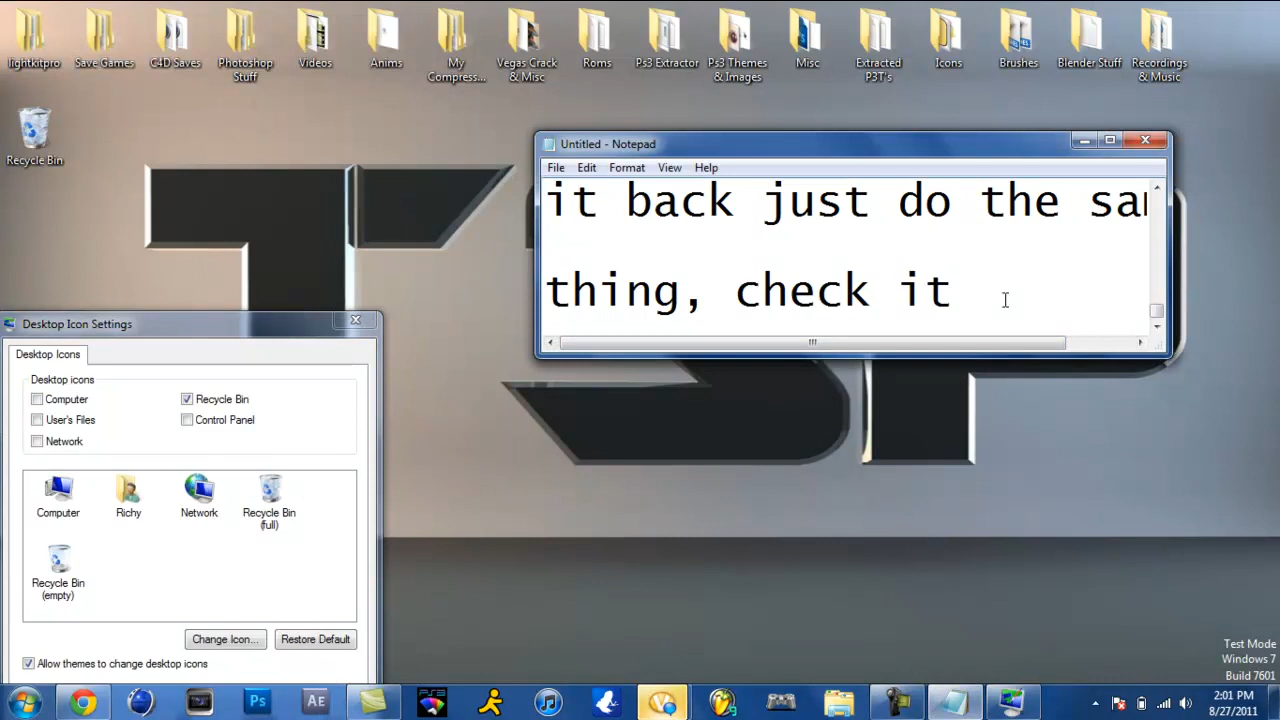 lightkitpro
Save Games
C4D Saves
Photoshop
Stuff
Videos
Anims
My
Compress...
Vegas Crack
& Misc
Roms
Ps3 Extractor
Ps3 Themes
& Images
Misc
Extracted
P3T's
Icons
Brushes
Blender Stuff
Recordings
& Music
Recycle Bin
Untitled - Notepad
File Edit Format View Help
it back just do the sa
thing, check it
Desktop Icon Settings
Desktop Icons
Desktop icons
Computer
Recycle Bin
User's Files
Control Panel
Network
Computer
Richy
Network
Recycle Bin
(full)
Recycle Bin
(empty)
Change Icon...
Restore Default
Allow themes to change desktop icons
Test Mode
Windows 7
Build 7601
Ps
Ae
2:01 PM
8/27/2011